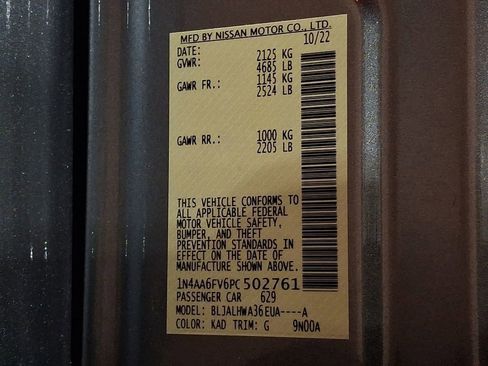 MFD BY NISSAN MOTOR CO., LTD.
DATE: 10/22
GVWR: 2125 KG
4685 LB
GAWR FR.: 1145 KG
2524 LB
GAWR RR.: 1000 KG
2205 LB
THIS VEHICLE CONFORMS TO
ALL APPLICABLE FEDERAL
MOTOR VEHICLE SAFETY,
BUMPER, AND THEFT
PREVENTION STANDARDS IN
EFFECT ON THE DATE OF
MANUFACTURE SHOWN ABOVE.
1N4AA6FV6PC502761
PASSENGER CAR 629
MODEL: BLJALHWA36EUA----A
COLOR: KAD TRIM: G 9N00A